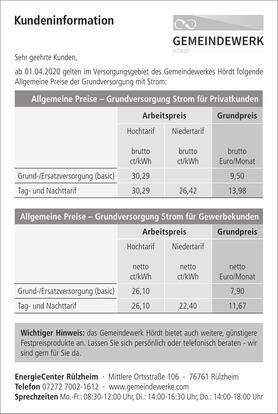 Kundeninformation
GEMEINDEWERK
HÖRDT
Sehr geehrte Kunden,
ab 01.04.2020 gelten im Versorgungsgebiet des Gemeindewerkes Hördt folgende
Allgemeine Preise der Grundversorgung mit Strom:
Allgemeine Preise – Grundversorgung Strom für Privatkunden
Arbeitspreis Grundpreis
Hochtarif Niedertarif
brutto brutto brutto
ct/kWh ct/kWh Euro/Monat
Grund-/Ersatzversorgung (basic) 30,29 9,50
Tag- und Nachttarif 30,29 26,42 13,98
Allgemeine Preise – Grundversorgung Strom für Gewerbekunden
Arbeitspreis Grundpreis
Hochtarif Niedertarif
netto netto netto
ct/kWh ct/kWh Euro/Monat
Grund-/Ersatzversorgung (basic) 26,10 7,90
Tag- und Nachttarif 26,10 22,40 11,67
Wichtiger Hinweis: das Gemeindewerk Hördt bietet auch weitere, günstigere
Festpreisprodukte an. Lassen Sie sich persönlich oder telefonisch beraten - wir
sind gern für Sie da.
EnergieCenter Rülzheim · Mittlere Ortsstraße 106 · 76761 Rülzheim
Telefon 07272 7002-1612 · www.gemeindewerke.com
Sprechzeiten Mo.-Fr.: 08:30-12:00 Uhr, Di.: 14:00-16:30 Uhr, Do.: 14:00-18:00 Uhr